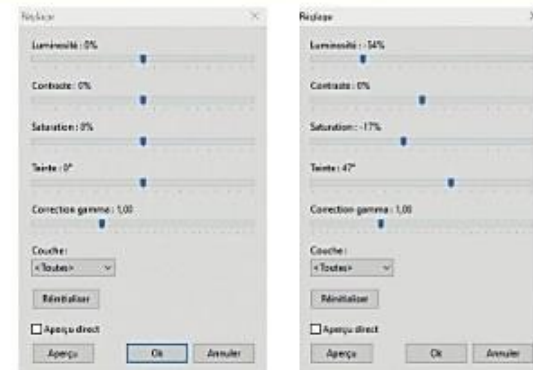 Réglage
Luminosité : 0%
Contraste : 0%
Saturation : 0%
Teinte : 0°
Correction gamma : 1,00
Couche :
<Toutes>
Réinitialiser
Aperçu direct
Aperçu
Ok
Annuler
Réglage
Luminosité : -54%
Contraste : 0%
Saturation : -17%
Teinte : 47°
Correction gamma : 1,00
Couche :
<Toutes>
Réinitialiser
Aperçu direct
Aperçu
Ok
Annuler